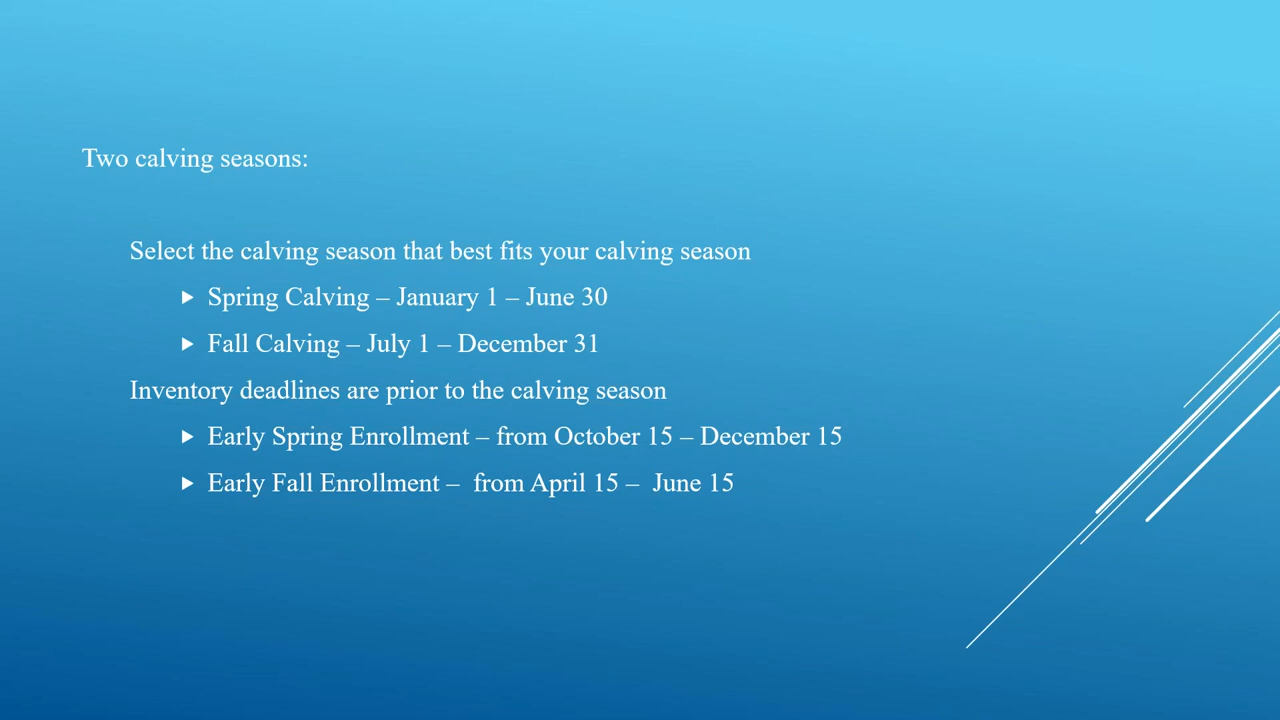 Two calving seasons:
Select the calving season that best fits your calving season
Spring Calving – January 1 – June 30
Fall Calving – July 1 – December 31
Inventory deadlines are prior to the calving season
Early Spring Enrollment – from October 15 – December 15
Early Fall Enrollment –  from April 15 –  June 15